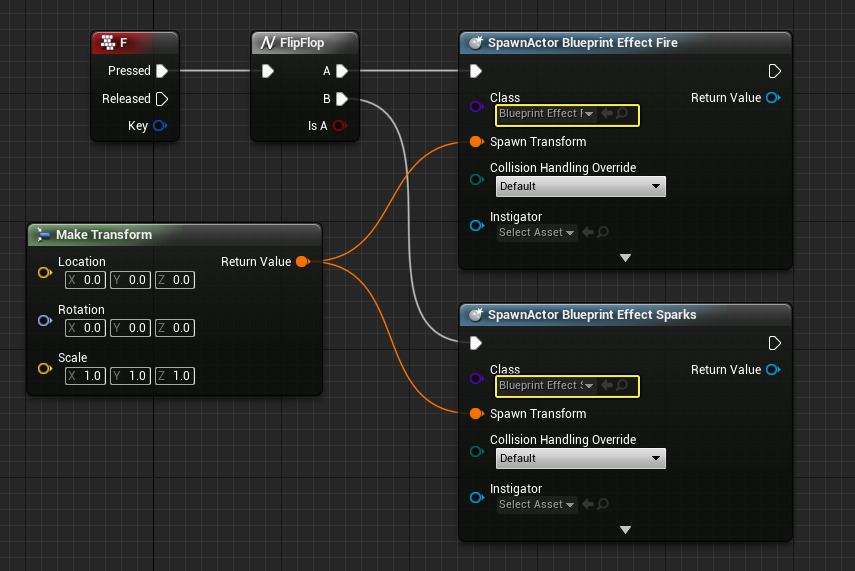 F
Pressed
Released
Key
FlipFlop
A
B
Is A
Make Transform
Location
X 0.0 Y 0.0 Z 0.0
Rotation
X 0.0 Y 0.0 Z 0.0
Scale
X 1.0 Y 1.0 Z 1.0
Return Value
SpawnActor Blueprint Effect Fire
Class
Blueprint Effect F
Return Value
Spawn Transform
Collision Handling Override
Default
Instigator
Select Asset
SpawnActor Blueprint Effect Sparks
Class
Blueprint Effect S
Return Value
Spawn Transform
Collision Handling Override
Default
Instigator
Select Asset